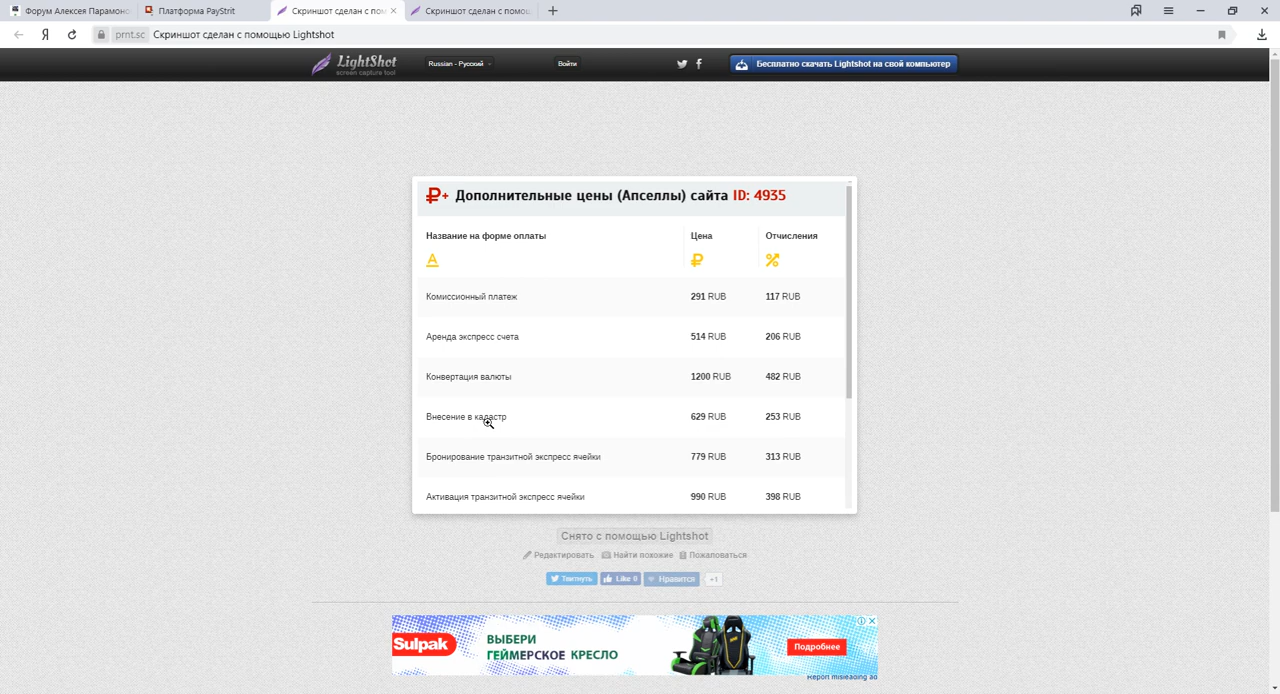 Форум Алексея Парамоно
Платформа PayStrit
Скриншот сделан с пом
Скриншот сделан с помощ
prnt.sc Скриншот сделан с помощью Lightshot
LightShot
screen capture tool
Russian - Русский
Войти
Бесплатно скачать Lightshot на свой компьютер
Дополнительные цены (Апселлы) сайта ID: 4935
Название на форме оплаты Цена Отчисления
Комиссионный платеж 291 RUB 117 RUB
Аренда экспресс счета 514 RUB 206 RUB
Конвертация валюты 1200 RUB 482 RUB
Внесение в кадастр 629 RUB 253 RUB
Бронирование транзитной экспресс ячейки 779 RUB 313 RUB
Активация транзитной экспресс ячейки 990 RUB 398 RUB
Снято с помощью Lightshot
Редактировать Найти похожие Пожаловаться
Твитнуть Like 0 Нравится +1
Sulpak
ВЫБЕРИ
ГЕЙМЕРСКОЕ КРЕСЛО
Подробнее
Report misleading ad